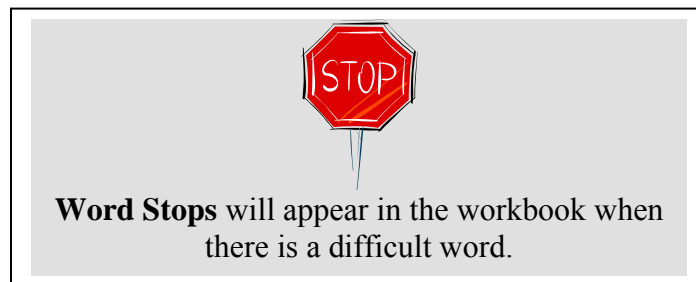 STOP
Word Stops will appear in the workbook when
there is a difficult word.